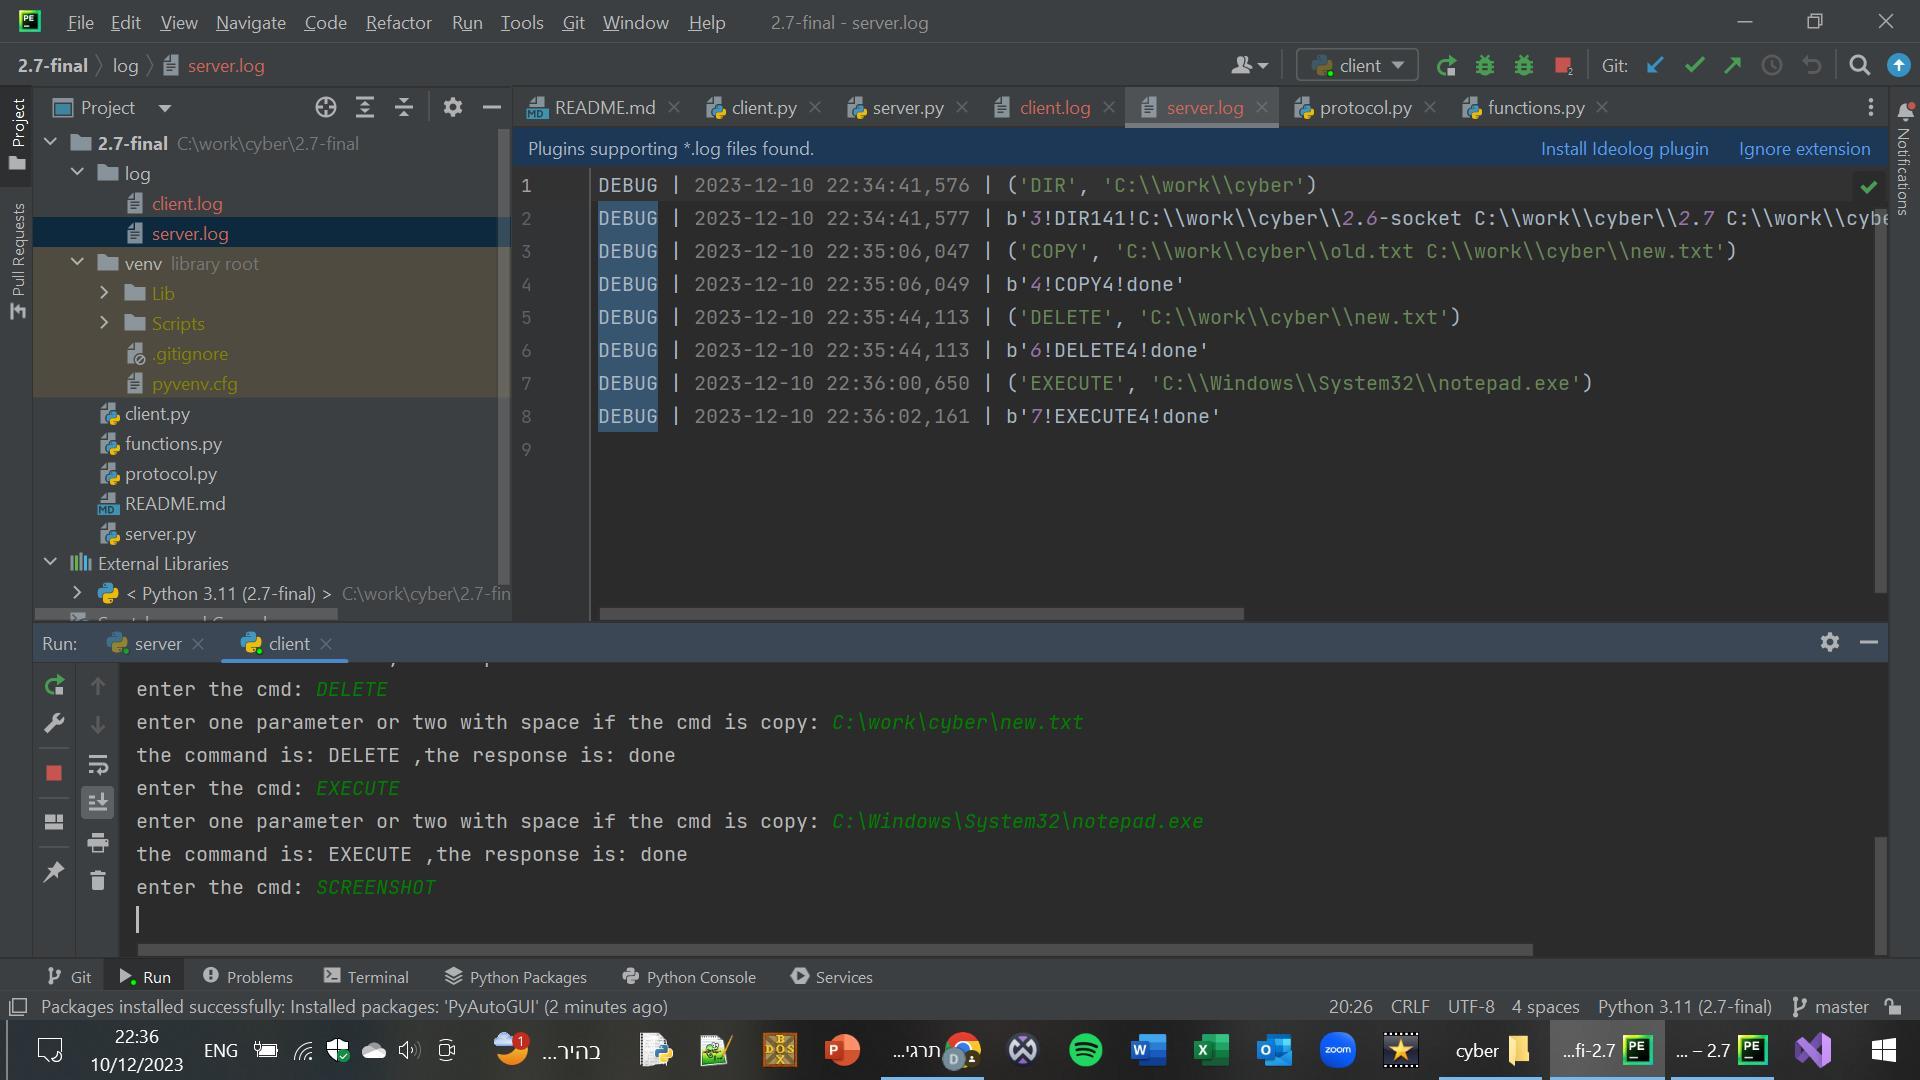 File Edit View Navigate Code Refactor Run Tools Git Window Help 2.7-final - server.log
2.7-final log server.log
client
Git:
Project
README.md client.py server.py client.log server.log protocol.py functions.py
Project
Pull Requests
Notifications
2.7-final C:\work\cyber\2.7-final
log
client.log
server.log
venv library root
Lib
Scripts
.gitignore
pyvenv.cfg
client.py
functions.py
protocol.py
README.md
server.py
External Libraries
< Python 3.11 (2.7-final) > C:\work\cyber\2.7-fin
Plugins supporting *.log files found. Install Ideolog plugin Ignore extension
1 DEBUG | 2023-12-10 22:34:41,576 | ('DIR', 'C:\\work\\cyber')
2 DEBUG | 2023-12-10 22:34:41,577 | b'3!DIR141!C:\\work\\cyber\\2.6-socket C:\\work\\cyber\\2.7 C:\\work\\cybe
3 DEBUG | 2023-12-10 22:35:06,047 | ('COPY', 'C:\\work\\cyber\\old.txt C:\\work\\cyber\\new.txt')
4 DEBUG | 2023-12-10 22:35:06,049 | b'4!COPY4!done'
5 DEBUG | 2023-12-10 22:35:44,113 | ('DELETE', 'C:\\work\\cyber\\new.txt')
6 DEBUG | 2023-12-10 22:35:44,113 | b'6!DELETE4!done'
7 DEBUG | 2023-12-10 22:36:00,650 | ('EXECUTE', 'C:\\Windows\\System32\\notepad.exe')
8 DEBUG | 2023-12-10 22:36:02,161 | b'7!EXECUTE4!done'
9
Run: server client
enter the cmd: DELETE
enter one parameter or two with space if the cmd is copy: C:\work\cyber\new.txt
the command is: DELETE ,the response is: done
enter the cmd: EXECUTE
enter one parameter or two with space if the cmd is copy: C:\Windows\System32\notepad.exe
the command is: EXECUTE ,the response is: done
enter the cmd: SCREENSHOT
Git Run Problems Terminal Python Packages Python Console Services
Packages installed successfully: Installed packages: 'PyAutoGUI' (2 minutes ago) 20:26 CRLF UTF-8 4 spaces Python 3.11 (2.7-final) master
22:36
10/12/2023
ENG
1 בהיר...
תרגי...
D
zoom
cyber
...fi-2.7
... – 2.7